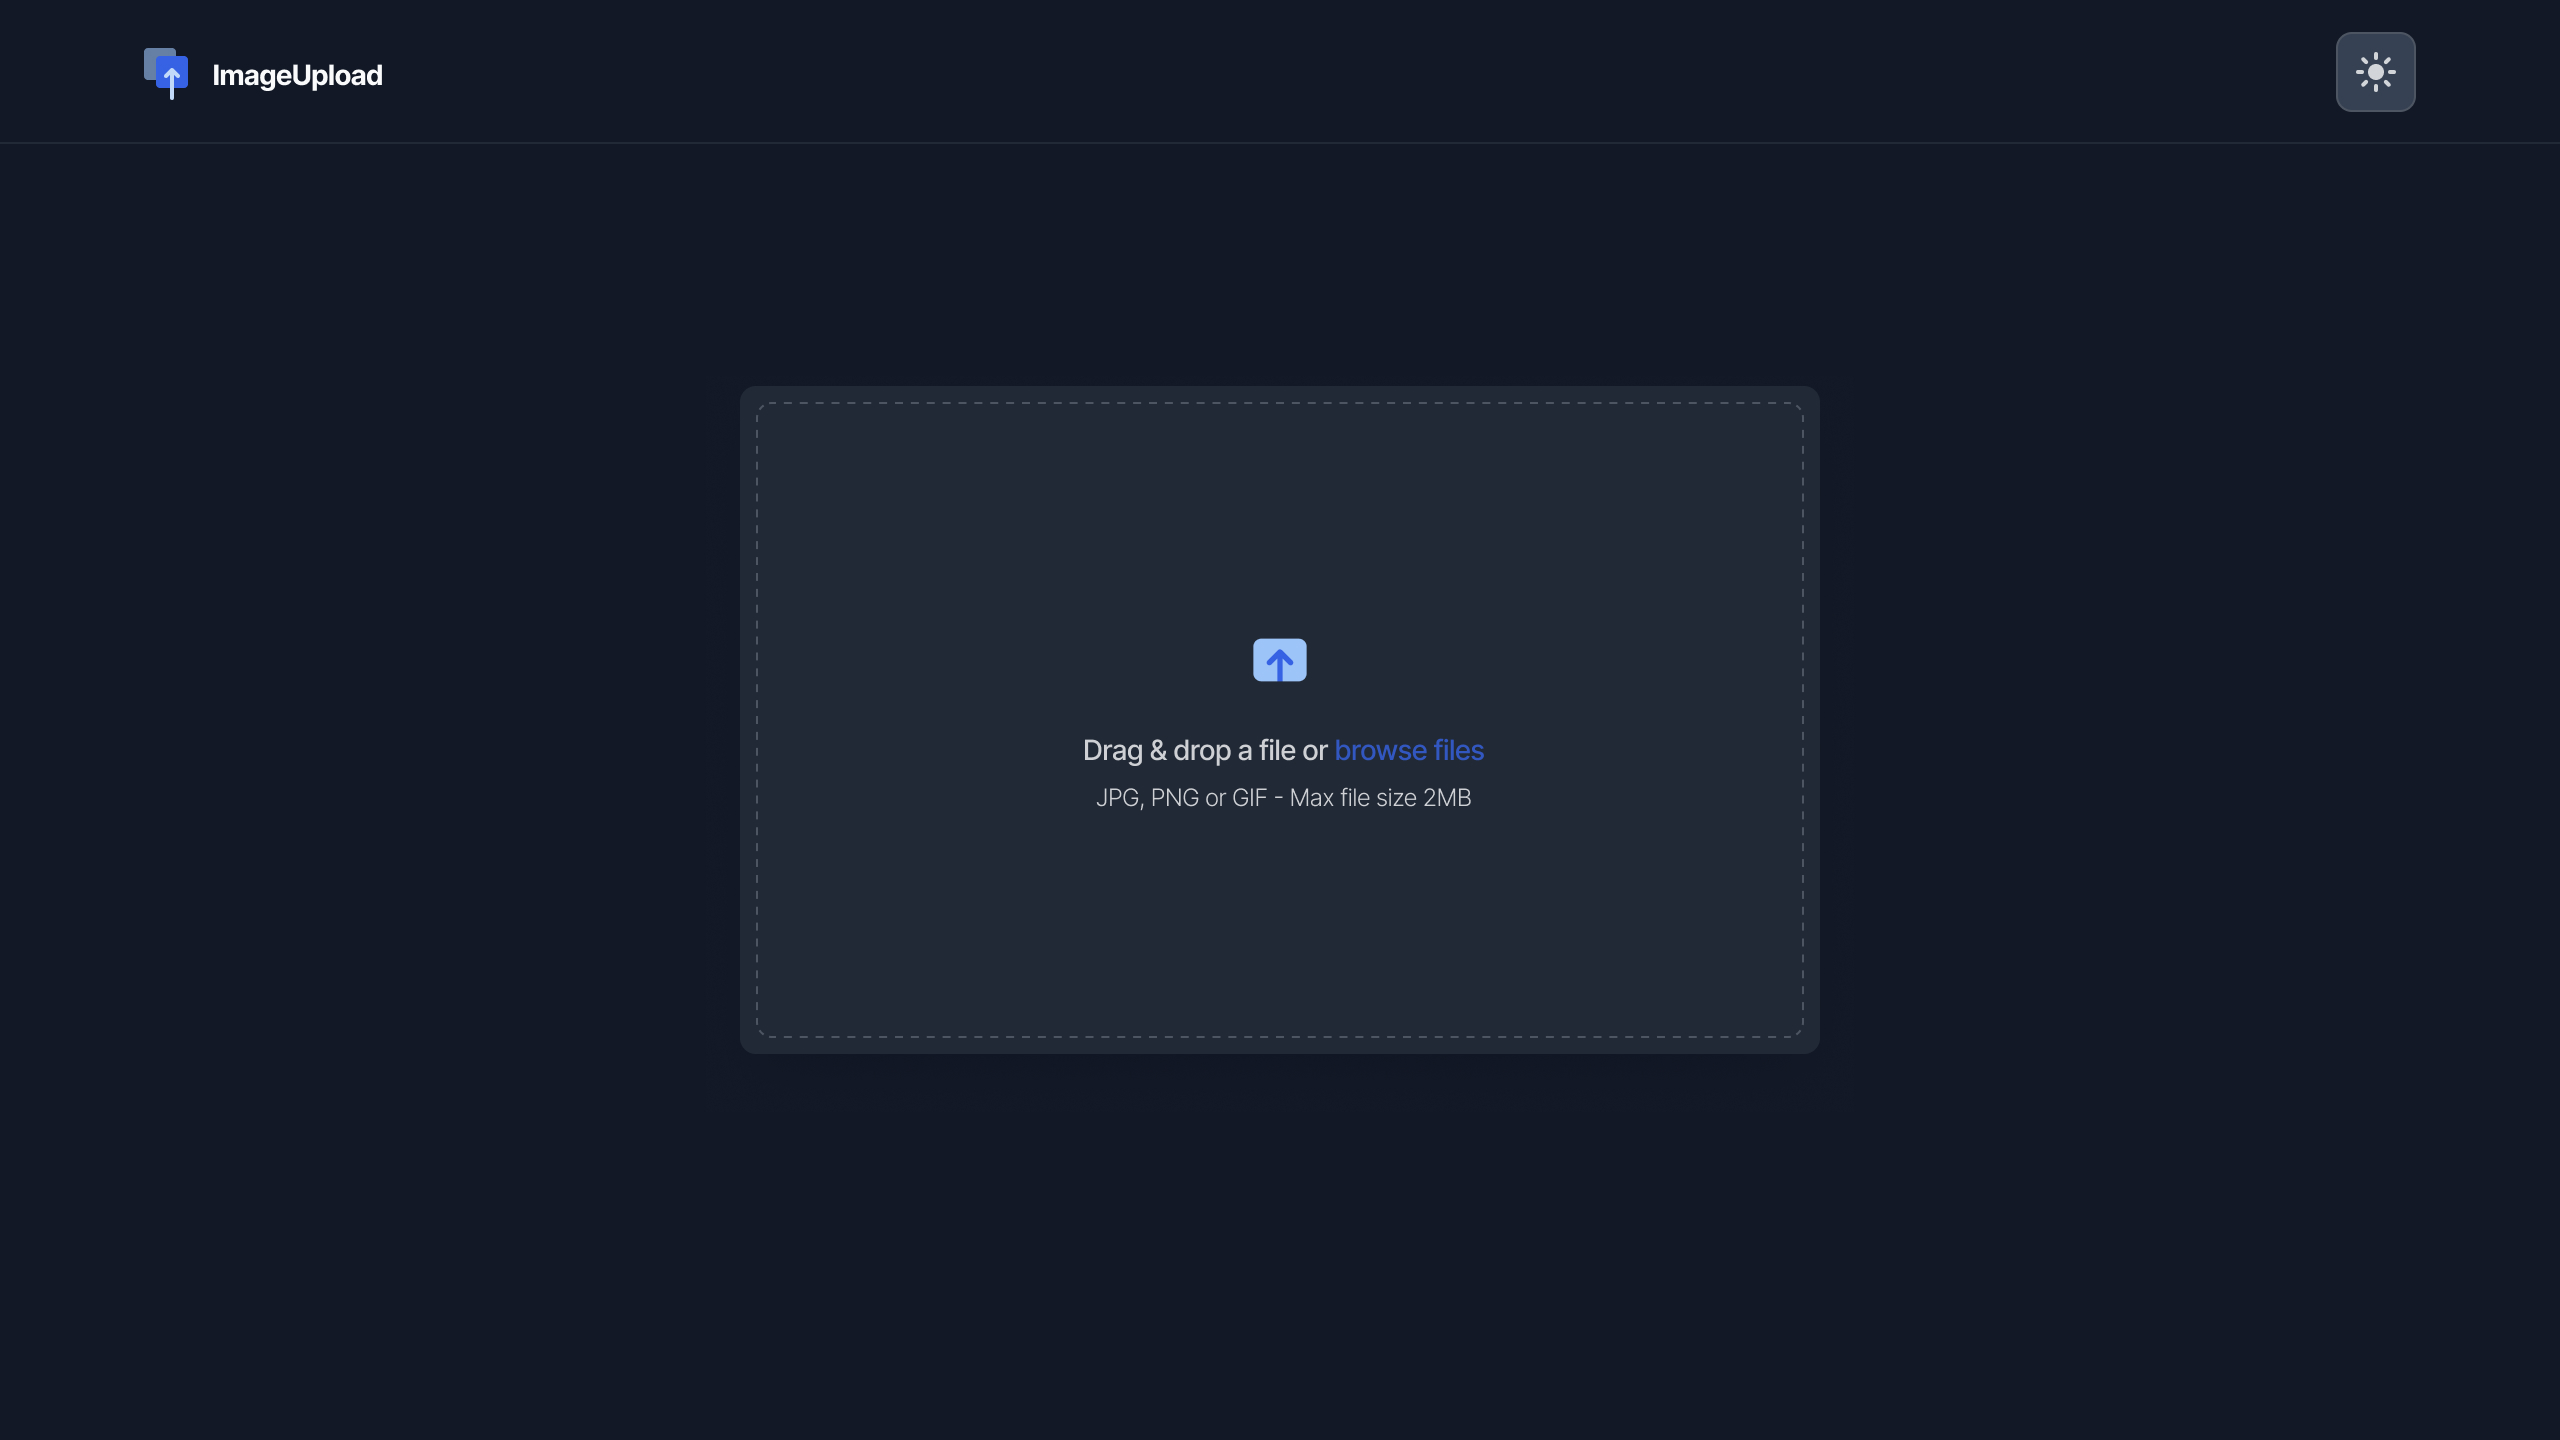 ImageUpload
Drag & drop a file or browse files
JPG, PNG or GIF - Max file size 2MB